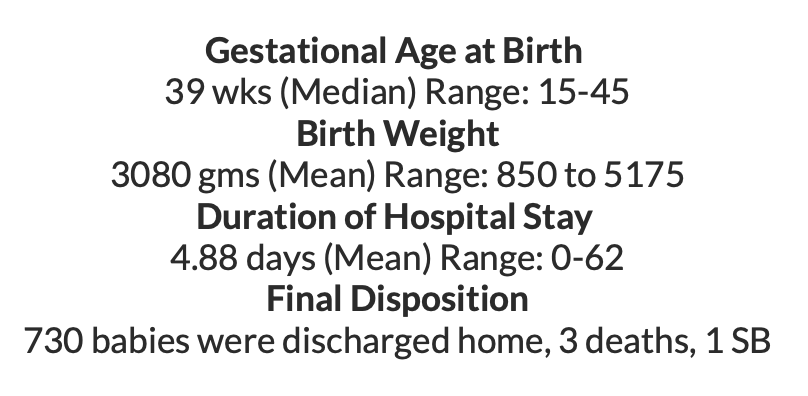 Gestational Age at Birth
39 wks (Median) Range: 15-45
Birth Weight
3080 gms (Mean) Range: 850 to 5175
Duration of Hospital Stay
4.88 days (Mean) Range: 0-62
Final Disposition
730 babies were discharged home, 3 deaths, 1 SB